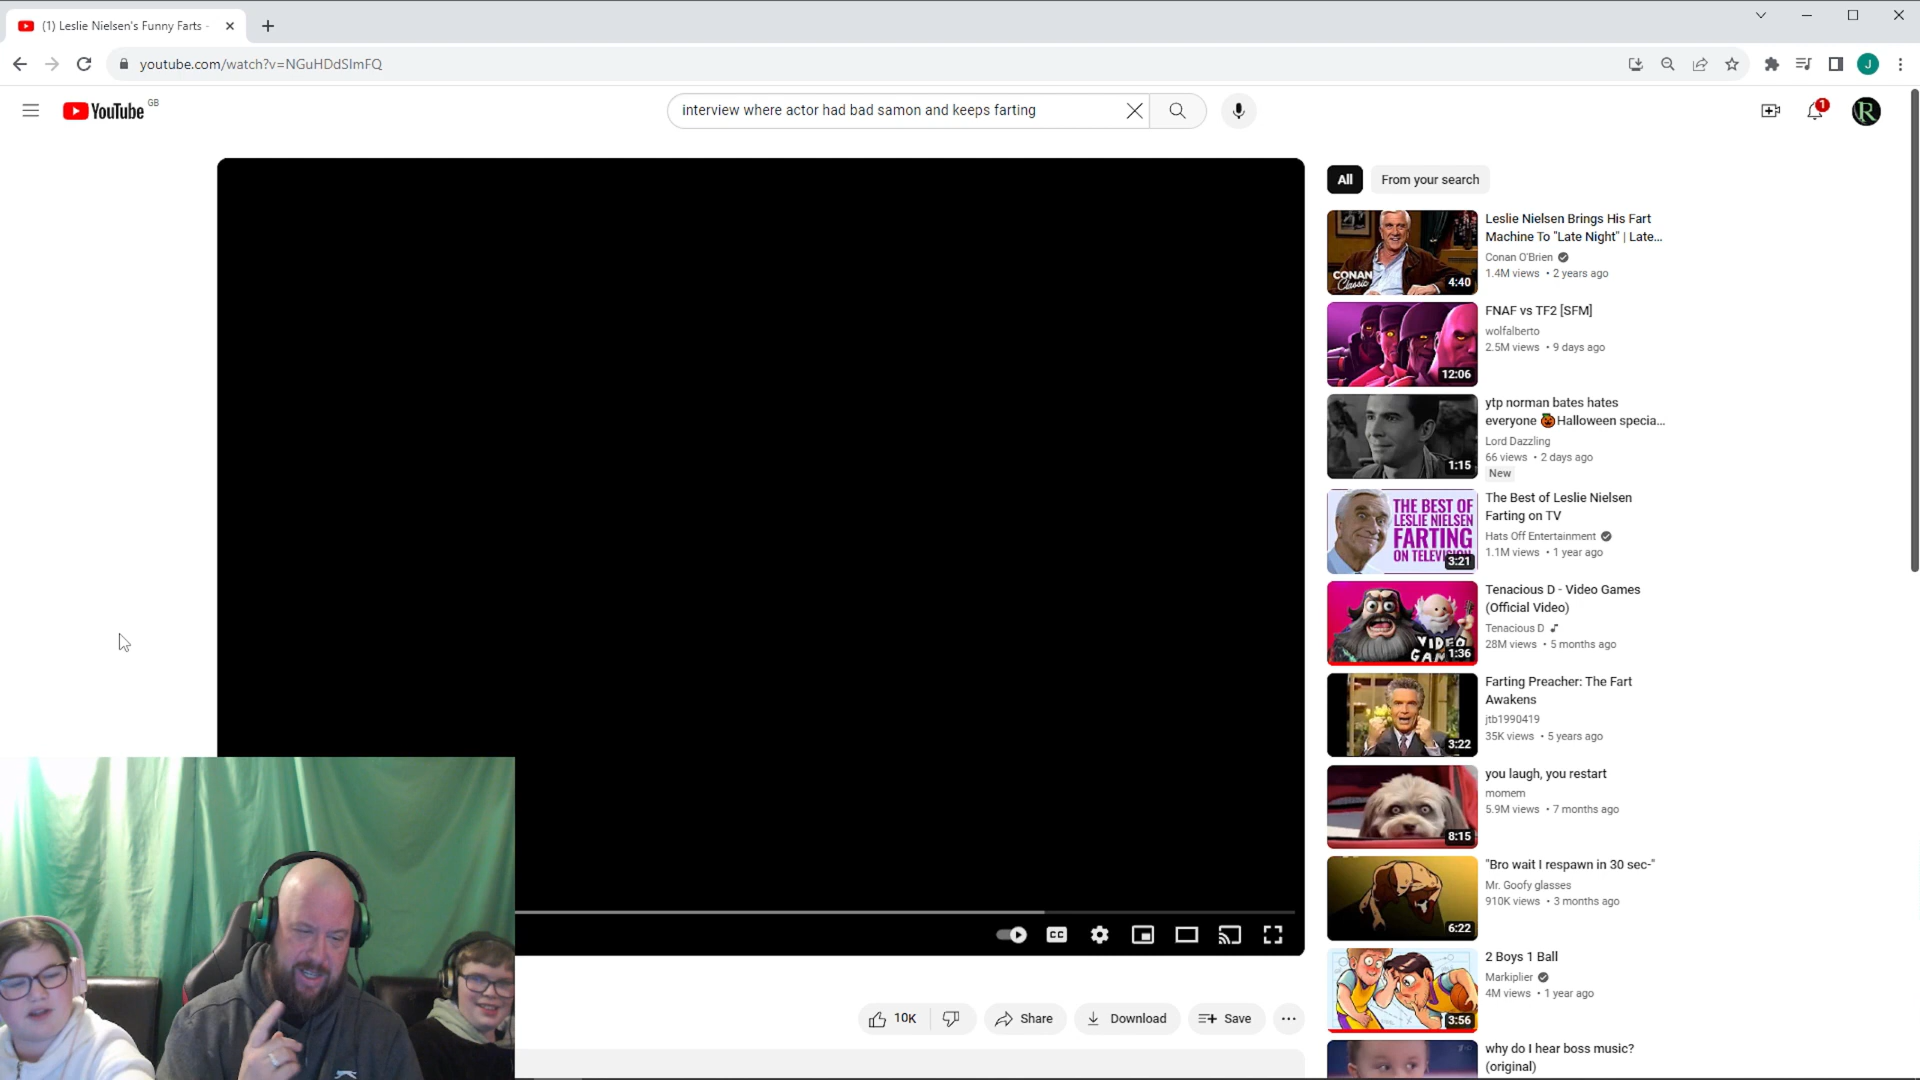 (1) Leslie Nielsen's Funny Farts -
youtube.com/watch?v=NGuHDdSImFQ
J
YouTube GB
interview where actor had bad samon and keeps farting
1
R
All
From your search
CONAN
Classic
4:40
Leslie Nielsen Brings His Fart
Machine To "Late Night" | Late...
Conan O'Brien
1.4M views • 2 years ago
12:06
FNAF vs TF2 [SFM]
wolfalberto
2.5M views • 9 days ago
1:15
ytp norman bates hates
everyone 🎃Halloween specia...
Lord Dazzling
66 views • 2 days ago
New
THE BEST OF
LESLIE NIELSEN
FARTING
ON TELEVISION
3:21
The Best of Leslie Nielsen
Farting on TV
Hats Off Entertainment
1.1M views • 1 year ago
VIDEO
GAM
1:36
Tenacious D - Video Games
(Official Video)
Tenacious D
28M views • 5 months ago
3:22
Farting Preacher: The Fart
Awakens
jtb1990419
35K views • 5 years ago
8:15
you laugh, you restart
momem
5.9M views • 7 months ago
6:22
"Bro wait I respawn in 30 sec-"
Mr. Goofy glasses
910K views • 3 months ago
3:56
2 Boys 1 Ball
Markiplier
4M views • 1 year ago
why do I hear boss music?
(original)
CC
10K
Share
Download
Save